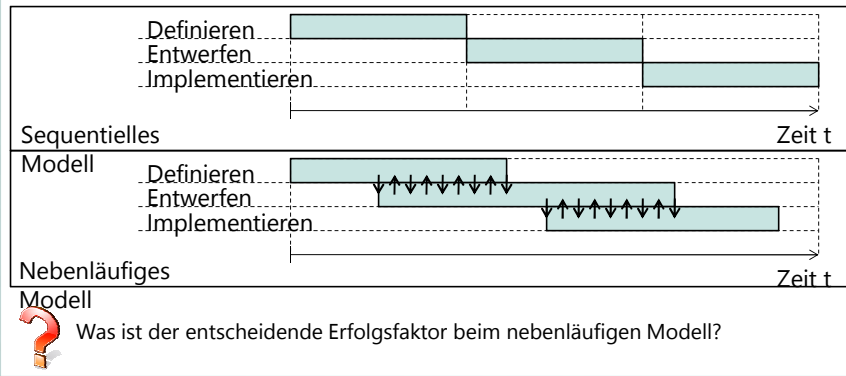 Definieren
Entwerfen
Implementieren
Sequentielles Zeit t
Modell
Definieren
Entwerfen
Implementieren
Nebenläufiges Zeit t
Modell
Was ist der entscheidende Erfolgsfaktor beim nebenläufigen Modell?